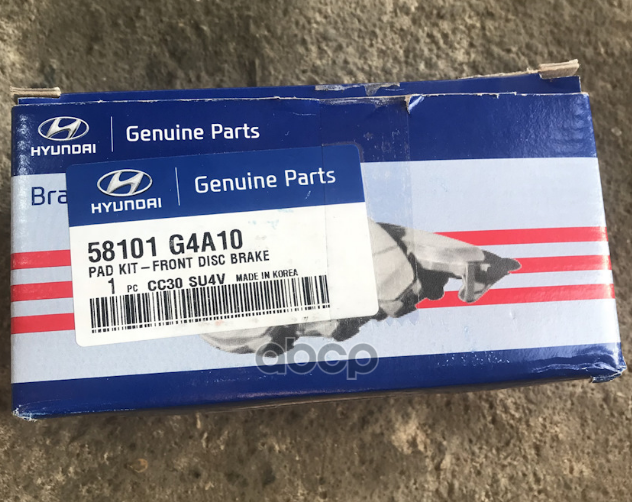 HYUNDAI
Genuine Parts
Bra
HYUNDAI
Genuine Parts
58101 G4A10
PAD KIT-FRONT DISC BRAKE
1 PC CC30 SU4V MADE IN KOREA
abcp